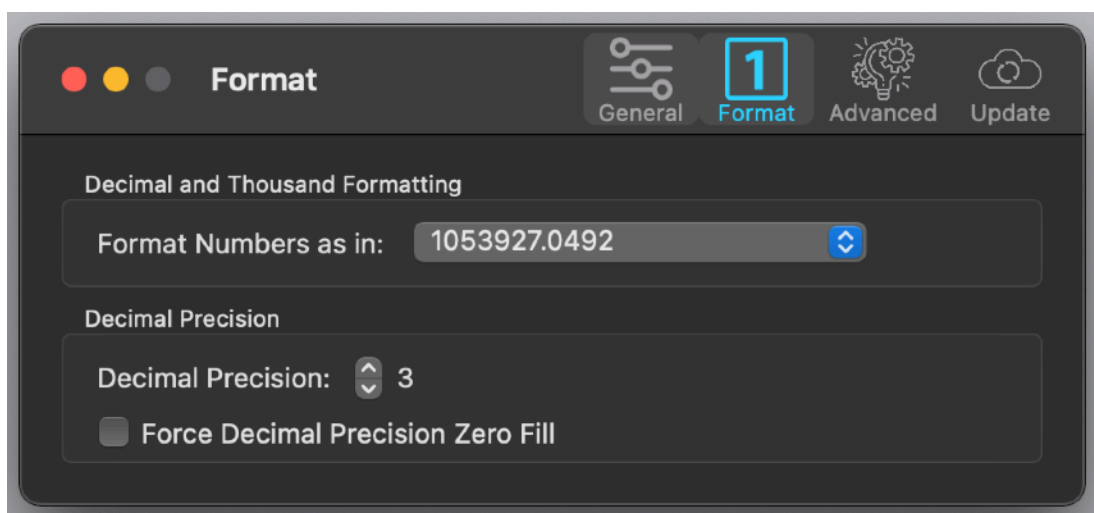 Format
1
General Format Advanced Update
Decimal and Thousand Formatting
Format Numbers as in: 1053927.0492
Decimal Precision
Decimal Precision: 3
Force Decimal Precision Zero Fill